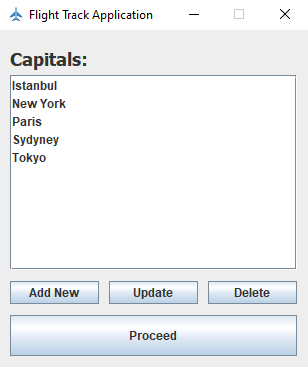 Flight Track Application
Capitals:
Istanbul
New York
Paris
Sydyney
Tokyo
Add New Update Delete
Proceed